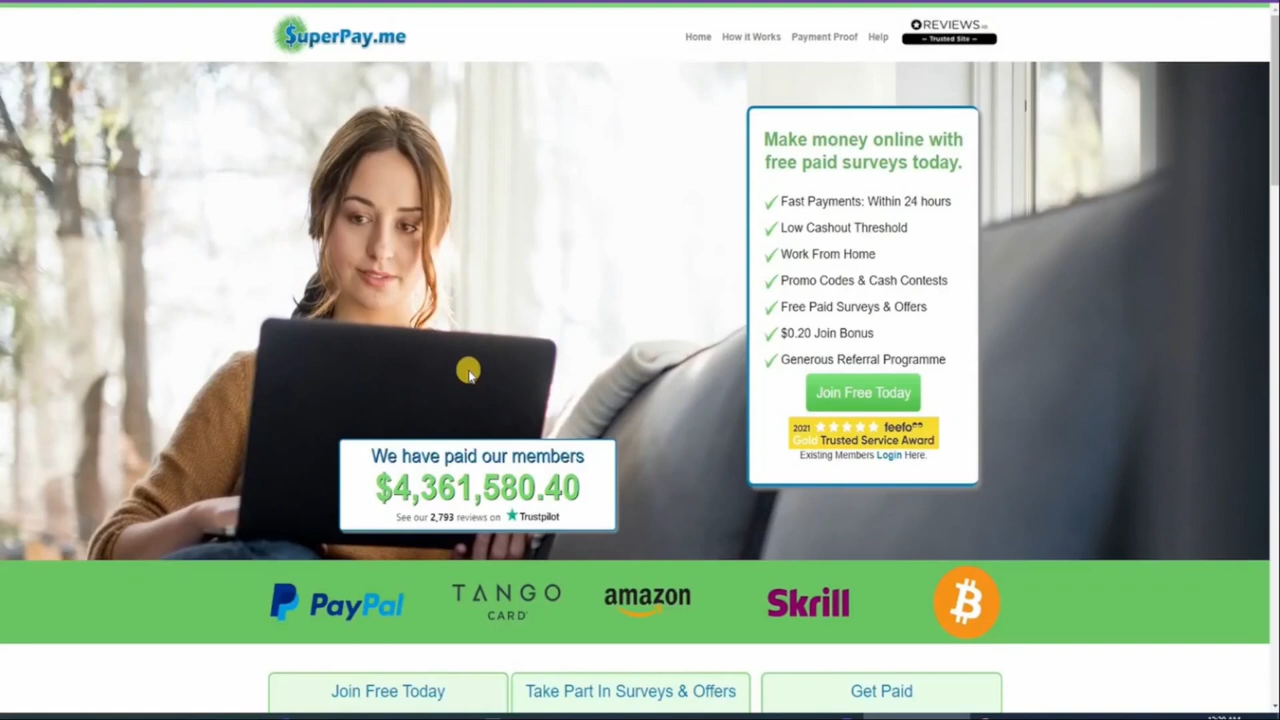 $uperPay.me
Home How it Works Payment Proof Help
REVIEWS.io
Trusted Site
Make money online with
free paid surveys today.
Fast Payments: Within 24 hours
Low Cashout Threshold
Work From Home
Promo Codes & Cash Contests
Free Paid Surveys & Offers
$0.20 Join Bonus
Generous Referral Programme
Join Free Today
2021 feefo
Gold Trusted Service Award
Existing Members Login Here.
We have paid our members
$4,361,580.40
See our 2,793 reviews on Trustpilot
PayPal
TANGO
CARD
amazon
Skrill
Join Free Today
Take Part In Surveys & Offers
Get Paid